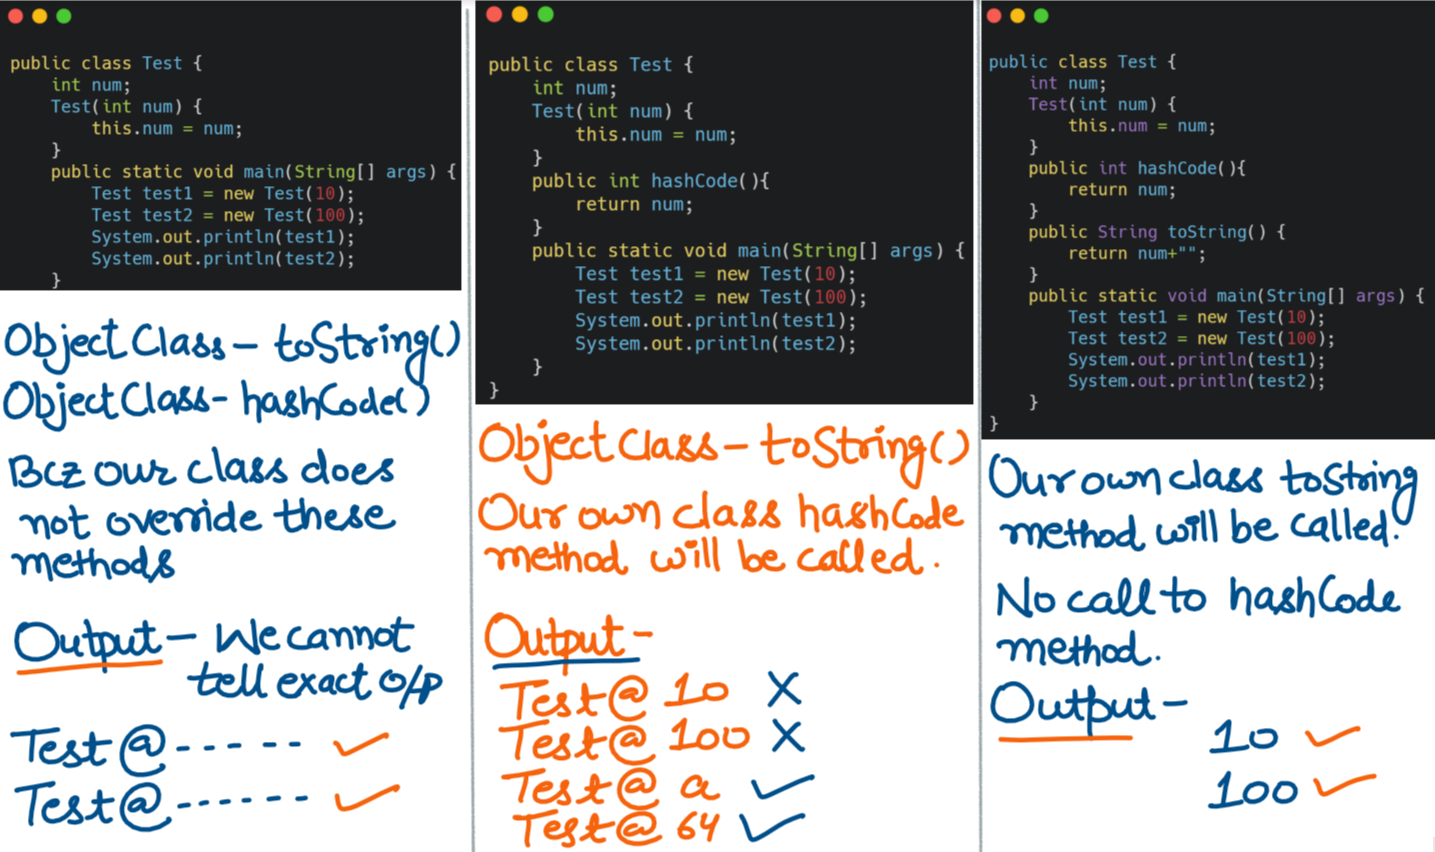 public class Test {
int num;
Test(int num) {
this.num = num;
}
public static void main(String[] args) {
Test test1 = new Test(10);
Test test2 = new Test(100);
System.out.println(test1);
System.out.println(test2);
}
Object Class - toString()
Object Class - hashCode()
Bcz our class does
not override these
methods
Output - We cannot
tell exact o/p
Test@ ----- ✓
Test@ ------ ✓
public class Test {
int num;
Test(int num) {
this.num = num;
}
public int hashCode(){
return num;
}
public static void main(String[] args) {
Test test1 = new Test(10);
Test test2 = new Test(100);
System.out.println(test1);
System.out.println(test2);
}
}
Object Class - toString()
Our own class hashCode
method will be called.
Output -
Test@ 10 X
Test@ 100 X
Test@ a ✓
Test@ 64 ✓
public class Test {
int num;
Test(int num) {
this.num = num;
}
public int hashCode(){
return num;
}
public String toString() {
return num+"";
}
public static void main(String[] args) {
Test test1 = new Test(10);
Test test2 = new Test(100);
System.out.println(test1);
System.out.println(test2);
}
}
Our own class toString
method will be called.
No call to hashCode
method.
Output -
10 ✓
100 ✓